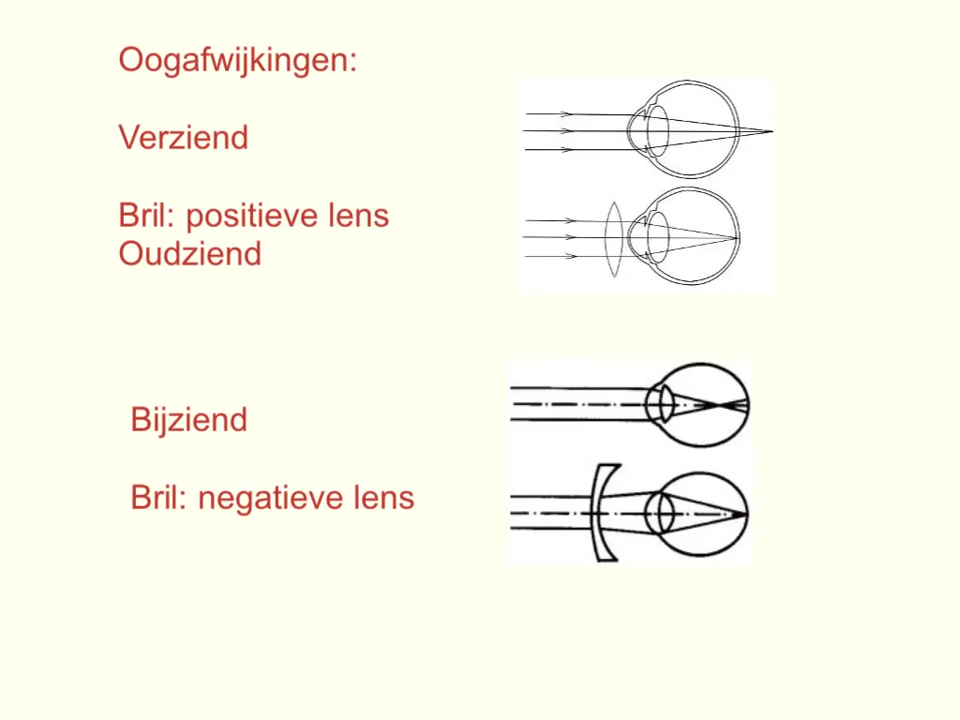 Oogafwijkingen:
Verziend
Bril: positieve lens
Oudziend
Bijziend
Bril: negatieve lens